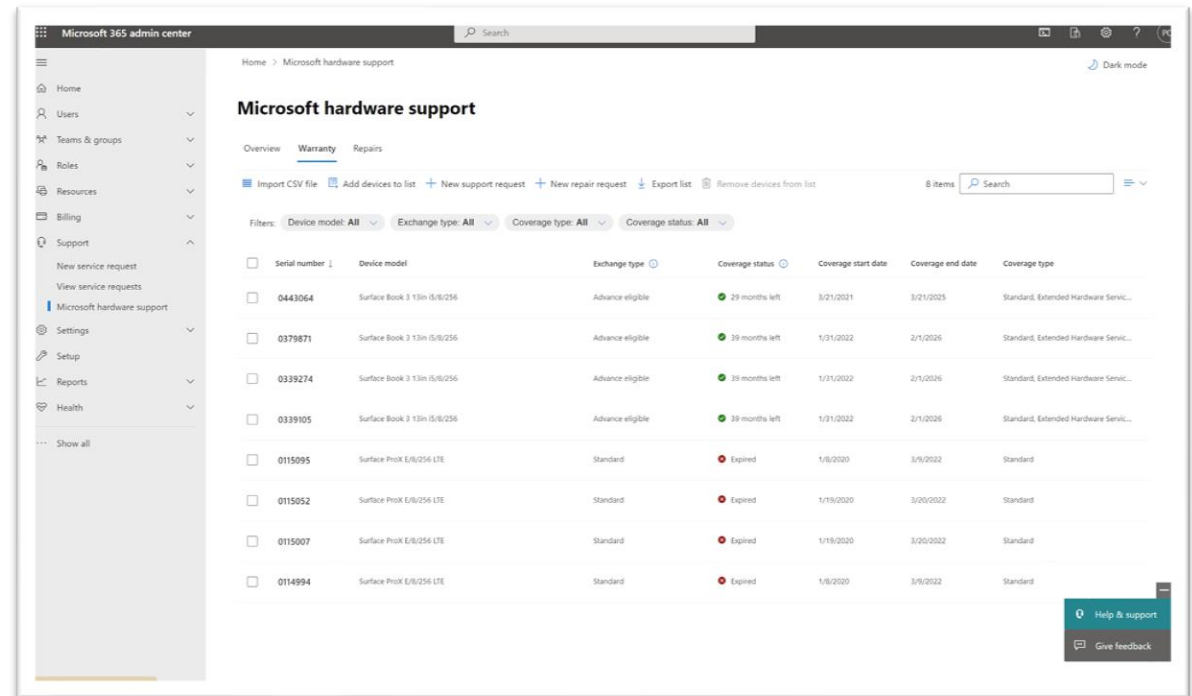 Microsoft 365 admin center
Search
Home > Microsoft hardware support
Dark mode
Home
Users
Teams & groups
Roles
Resources
Billing
Support
New service request
View service requests
Microsoft hardware support
Settings
Setup
Reports
Health
Show all
Microsoft hardware support
Overview Warranty Repairs
Import CSV file Add devices to list New support request New repair request Export list Remove devices from list 8 items Search
Filters: Device model: All Exchange type: All Coverage type: All Coverage status: All
Serial number ↓ Device model Exchange type Coverage status Coverage start date Coverage end date Coverage type
0443064 Surface Book 3 13in i5/8/256 Advance eligible 29 months left 3/21/2021 3/21/2025 Standard, Extended Hardware Servic...
0379871 Surface Book 3 13in i5/8/256 Advance eligible 39 months left 1/31/2022 2/1/2026 Standard, Extended Hardware Servic...
0339274 Surface Book 3 13in i5/8/256 Advance eligible 39 months left 1/31/2022 2/1/2026 Standard, Extended Hardware Servic...
0339105 Surface Book 3 13in i5/8/256 Advance eligible 39 months left 1/31/2022 2/1/2026 Standard, Extended Hardware Servic...
0115095 Surface ProX E/8/256 LTE Standard Expired 1/8/2020 3/9/2022 Standard
0115052 Surface ProX E/8/256 LTE Standard Expired 1/19/2020 3/20/2022 Standard
0115007 Surface ProX E/8/256 LTE Standard Expired 1/19/2020 3/20/2022 Standard
0114994 Surface ProX E/8/256 LTE Standard Expired 1/8/2020 3/9/2022 Standard
Help & support
Give feedback